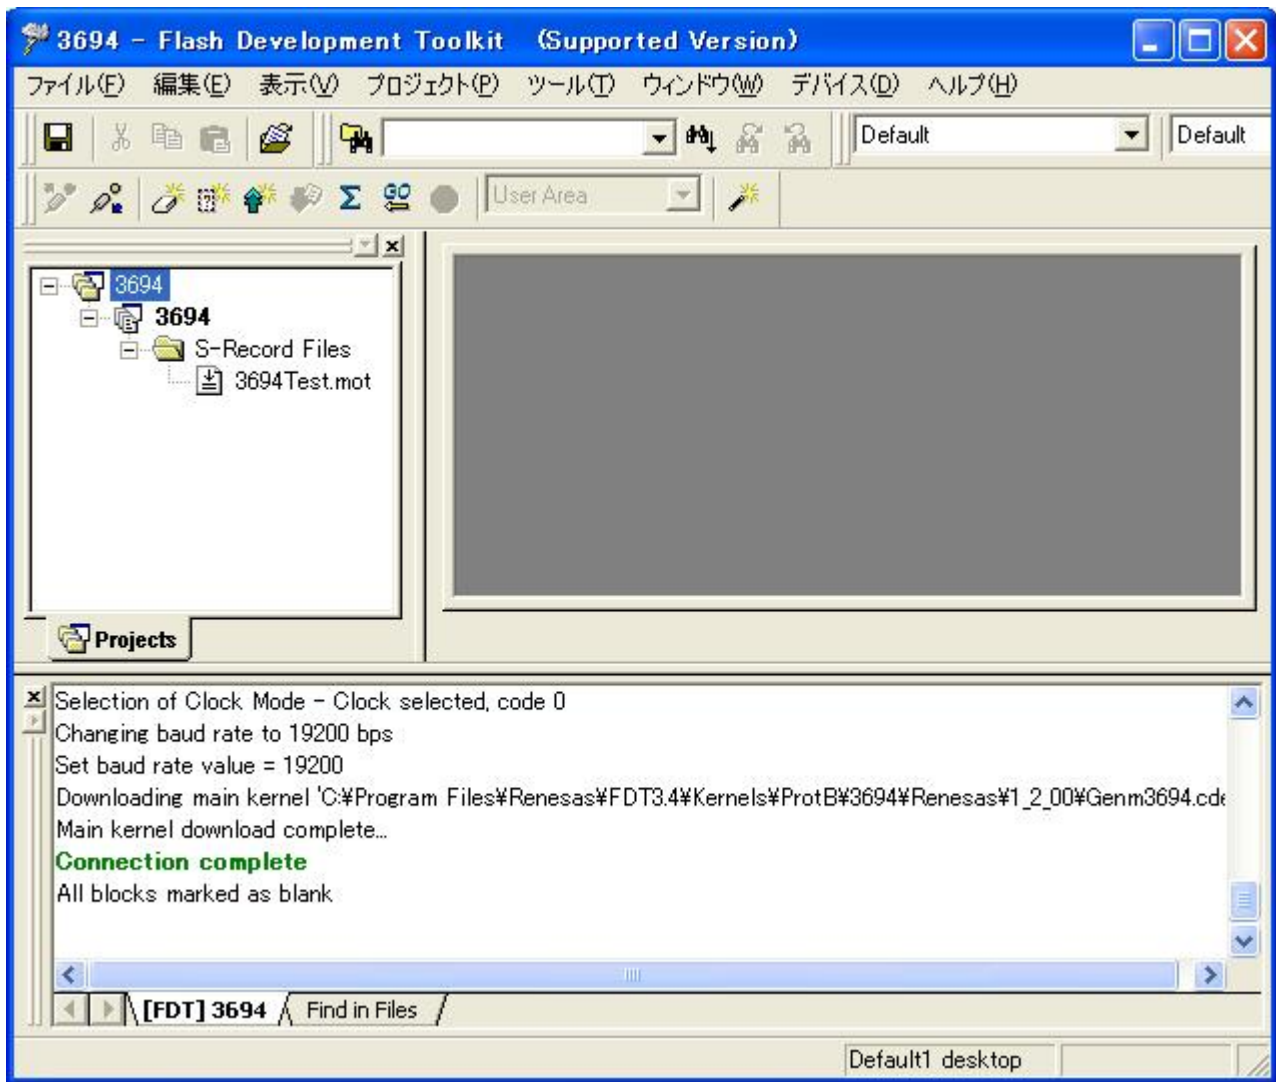 3694 - Flash Development Toolkit (Supported Version)
ファイル(F) 編集(E) 表示(V) プロジェクト(P) ツール(T) ウィンドウ(W) デバイス(D) ヘルプ(H)
Default Default
GO User Area
3694
3694
S-Record Files
3694Test.mot
Projects
Selection of Clock Mode - Clock selected, code 0
Changing baud rate to 19200 bps
Set baud rate value = 19200
Downloading main kernel 'C:¥Program Files¥Renesas¥FDT3.4¥Kernels¥ProtB¥3694¥Renesas¥1_2_00¥Genm3694.cde
Main kernel download complete...
Connection complete
All blocks marked as blank
[FDT] 3694 Find in Files
Default1 desktop